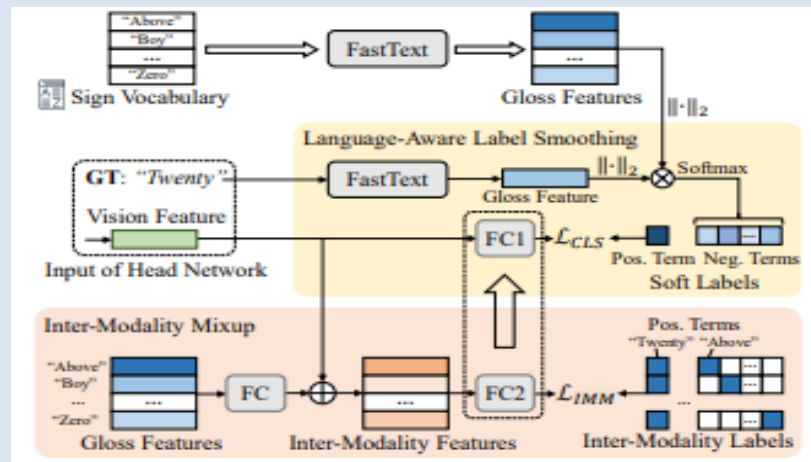 "Above"
"Boy"
...
"Zero"
Sign Vocabulary
FastText
...
Gloss Features
‖·‖₂
Language-Aware Label Smoothing
GT: "Twenty"
FastText
Gloss Feature
‖·‖₂
Softmax
Vision Feature
Input of Head Network
FC1
ℒCLS
Pos. Term
Neg. Terms
...
Soft Labels
Inter-Modality Mixup
"Above"
"Boy"
...
"Zero"
...
Gloss Features
FC
...
Inter-Modality Features
FC2
ℒIMM
Pos. Terms
"Twenty" "Above"
...
...
...
...
Inter-Modality Labels